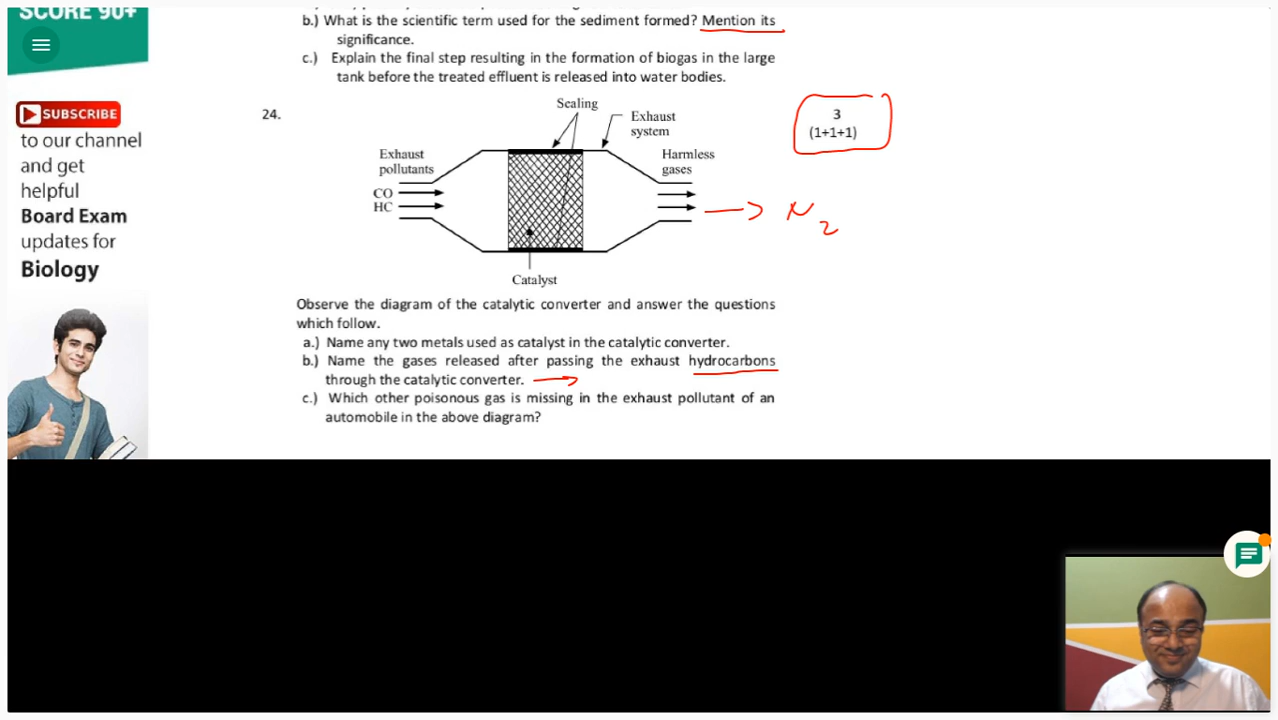 SCORE 90+
b.) What is the scientific term used for the sediment formed? Mention its
significance.
c.) Explain the final step resulting in the formation of biogas in the large
tank before the treated effluent is released into water bodies.
SUBSCRIBE
to our channel
and get
helpful
Board Exam
updates for
Biology
24.
Sealing
Exhaust
system
Exhaust
pollutants
Harmless
gases
CO
HC
Catalyst
3
(1+1+1)
N2
Observe the diagram of the catalytic converter and answer the questions
which follow.
a.) Name any two metals used as catalyst in the catalytic converter.
b.) Name the gases released after passing the exhaust hydrocarbons
through the catalytic converter.
c.) Which other poisonous gas is missing in the exhaust pollutant of an
automobile in the above diagram?